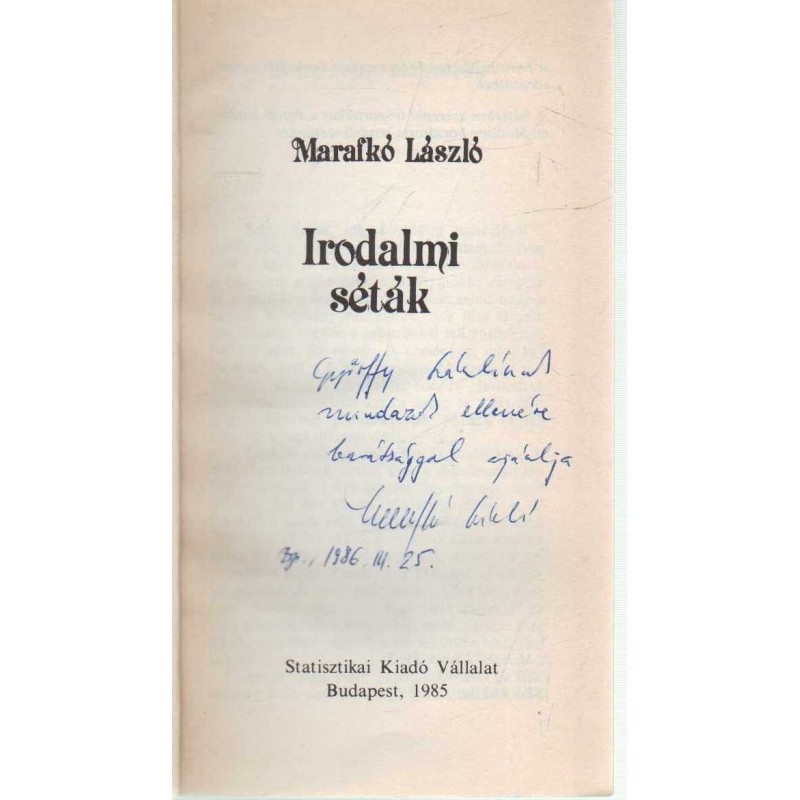 Marafkó László
Irodalmi
séták
Győrffy Lászlónak
mindazok ellenére
barátsággal ajánlja
Marafkó László
Bp., 1986. III. 25.
Statisztikai Kiadó Vállalat
Budapest, 1985